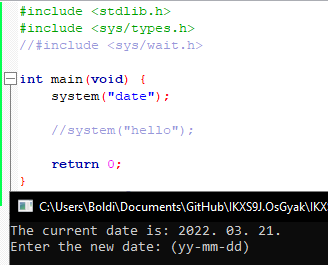 #include <stdlib.h>
#include <sys/types.h>
//#include <sys/wait.h>
int main(void) {
system("date");
//system("hello");
return 0;
}
C:\Users\Boldi\Documents\GitHub\IKXS9J.OsGyak\IKX
The current date is: 2022. 03. 21.
Enter the new date: (yy-mm-dd)